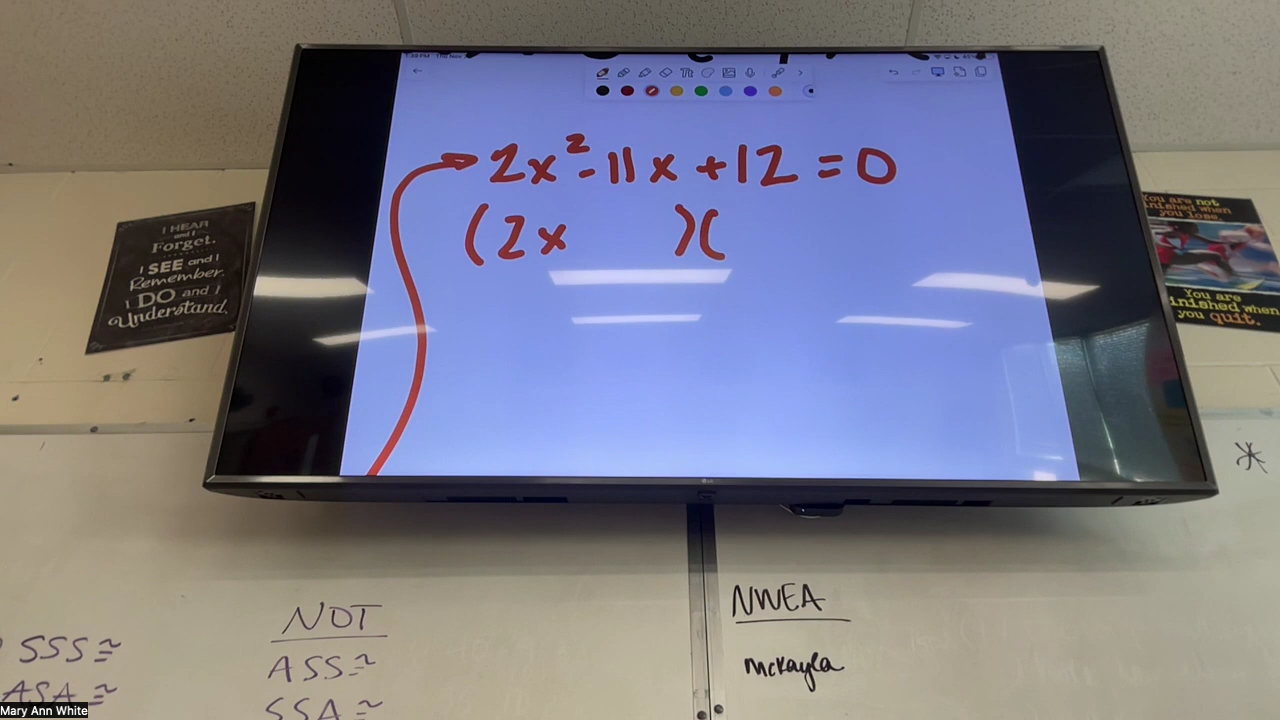 2x² - 11x + 12 = 0
(2x )(
I HEAR
and I
Forget.
I SEE and I
Remember.
I DO and I
Understand.
You are not
finished when
you lose.
You are
finished when
you quit.
LG
NOT
SSS ≅
ASS ≅
ASA ≅
SSA ≅
NWEA
McKayla
Mary Ann White